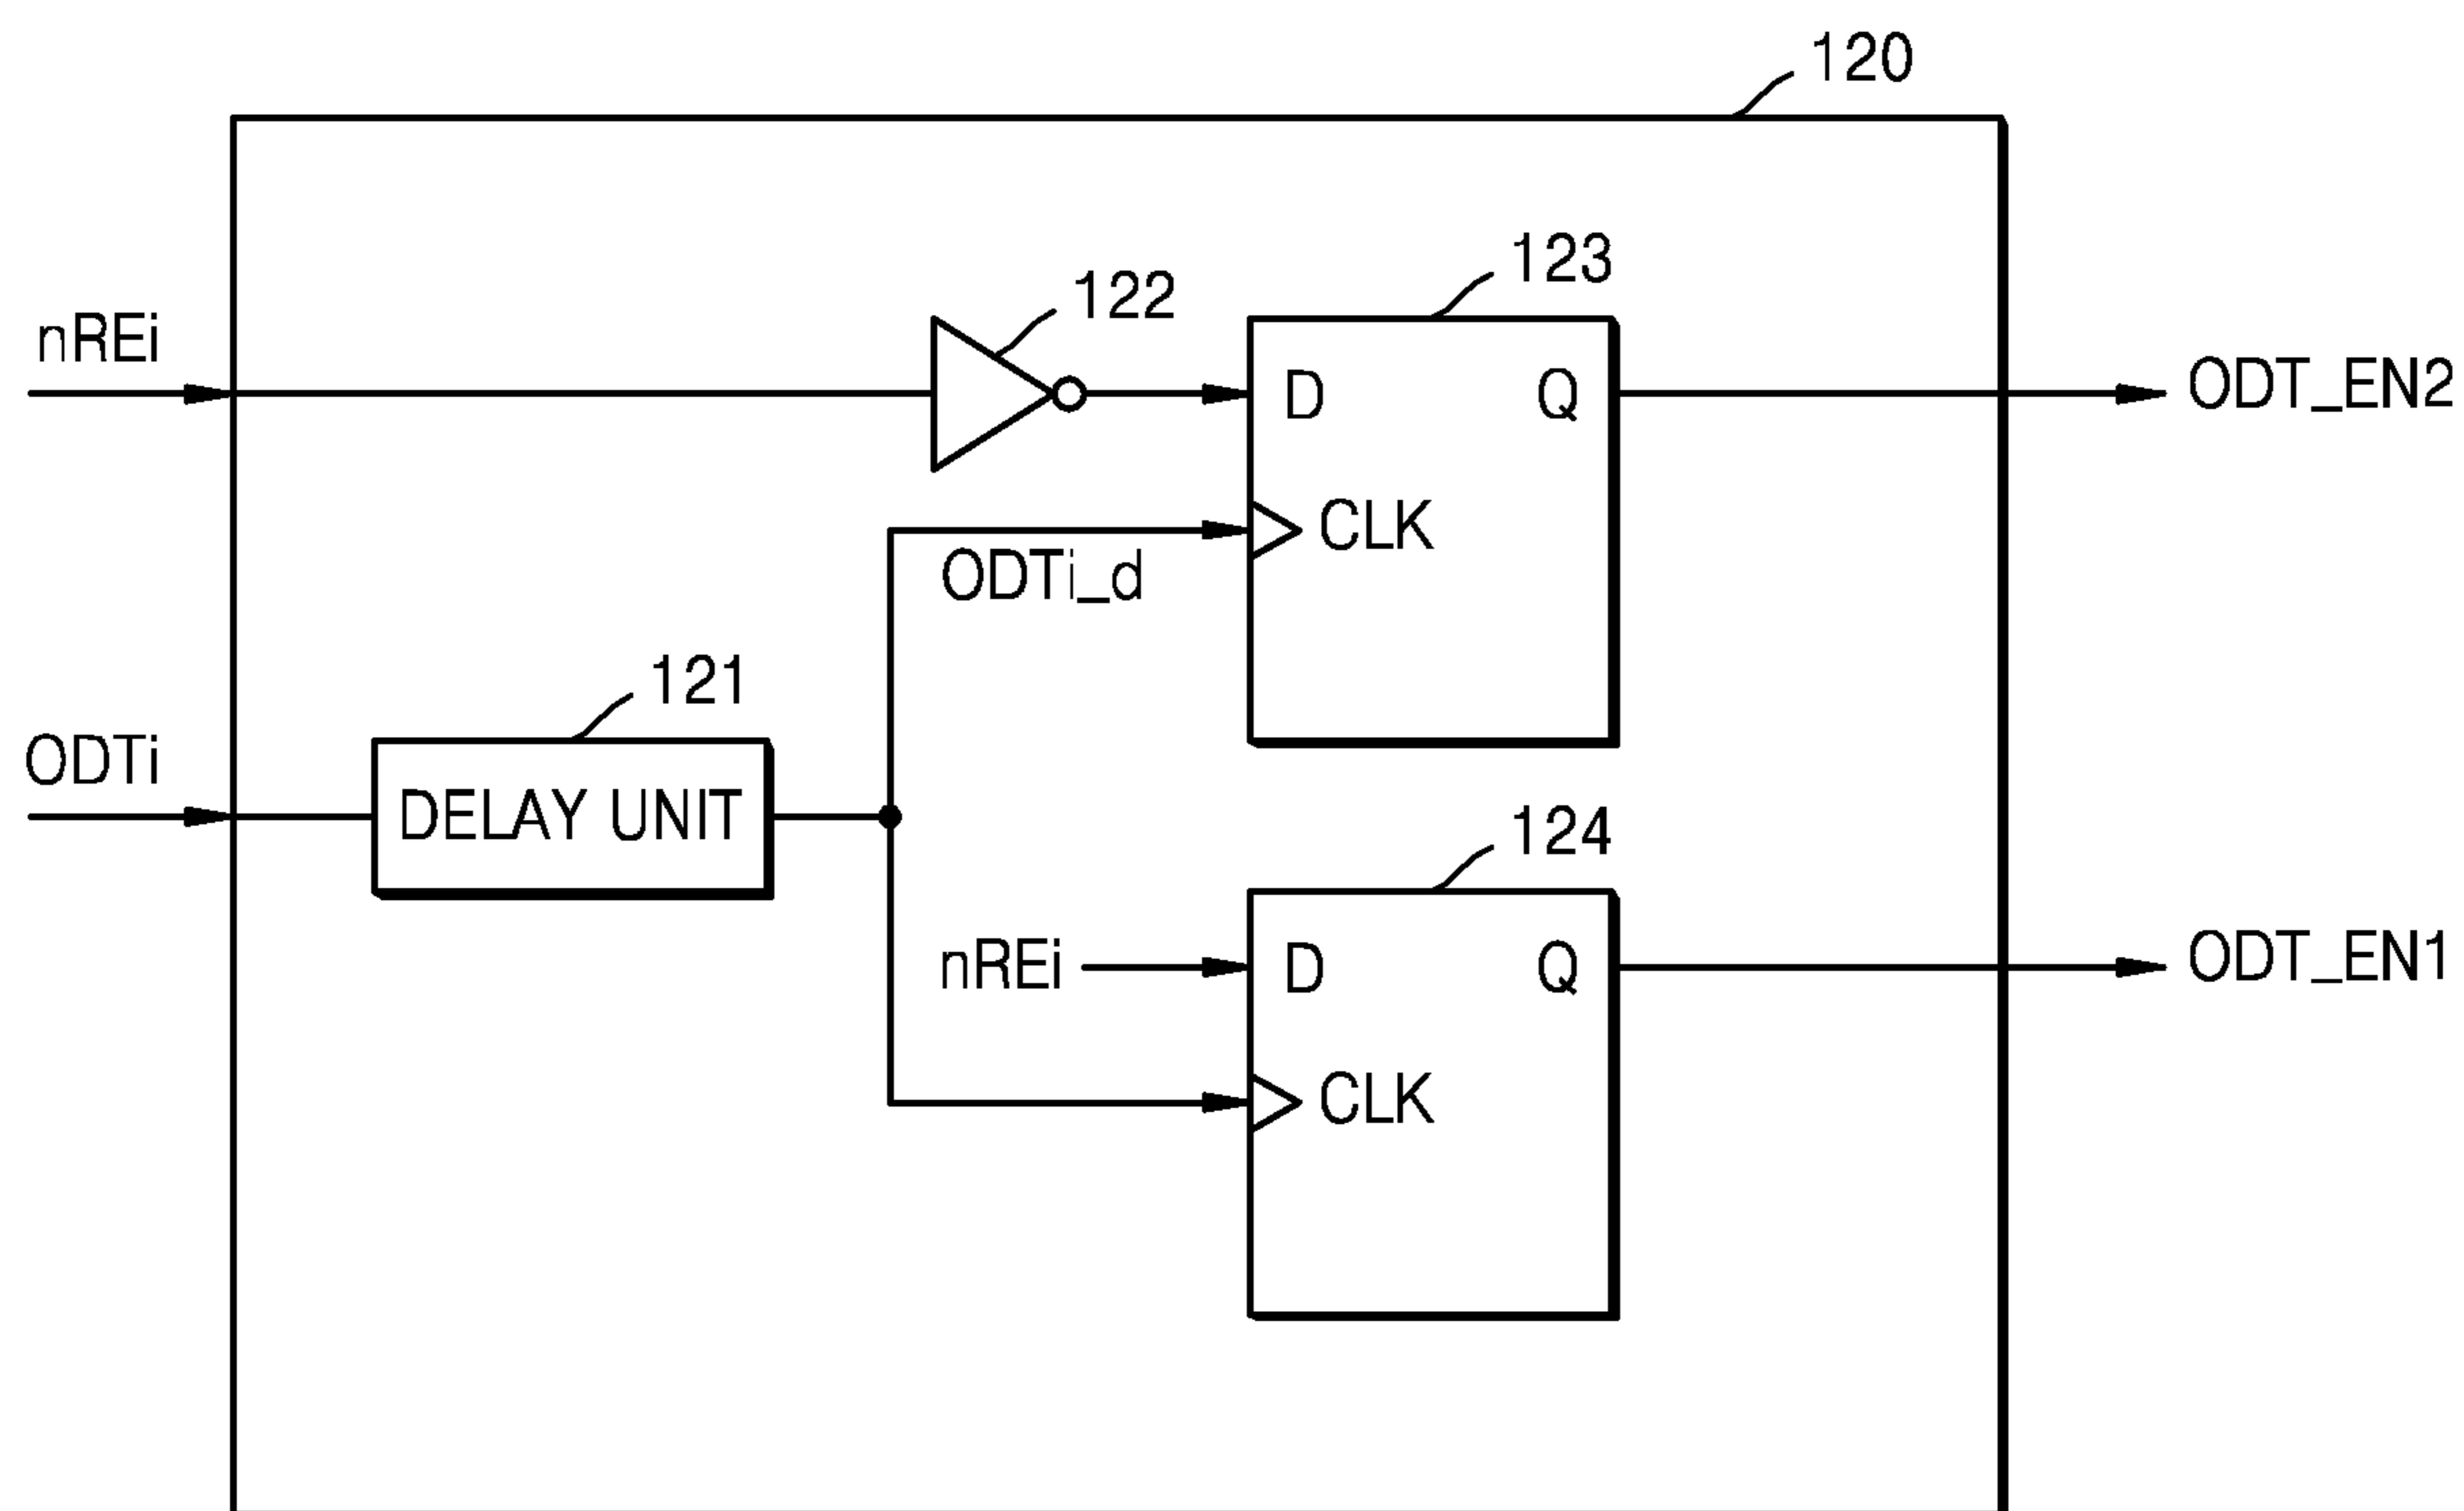 120
123
122
nREi
D
Q
ODT_EN2
CLK
ODTi_d
121
ODTi
DELAY UNIT
124
nREi
D
Q
ODT_EN1
CLK